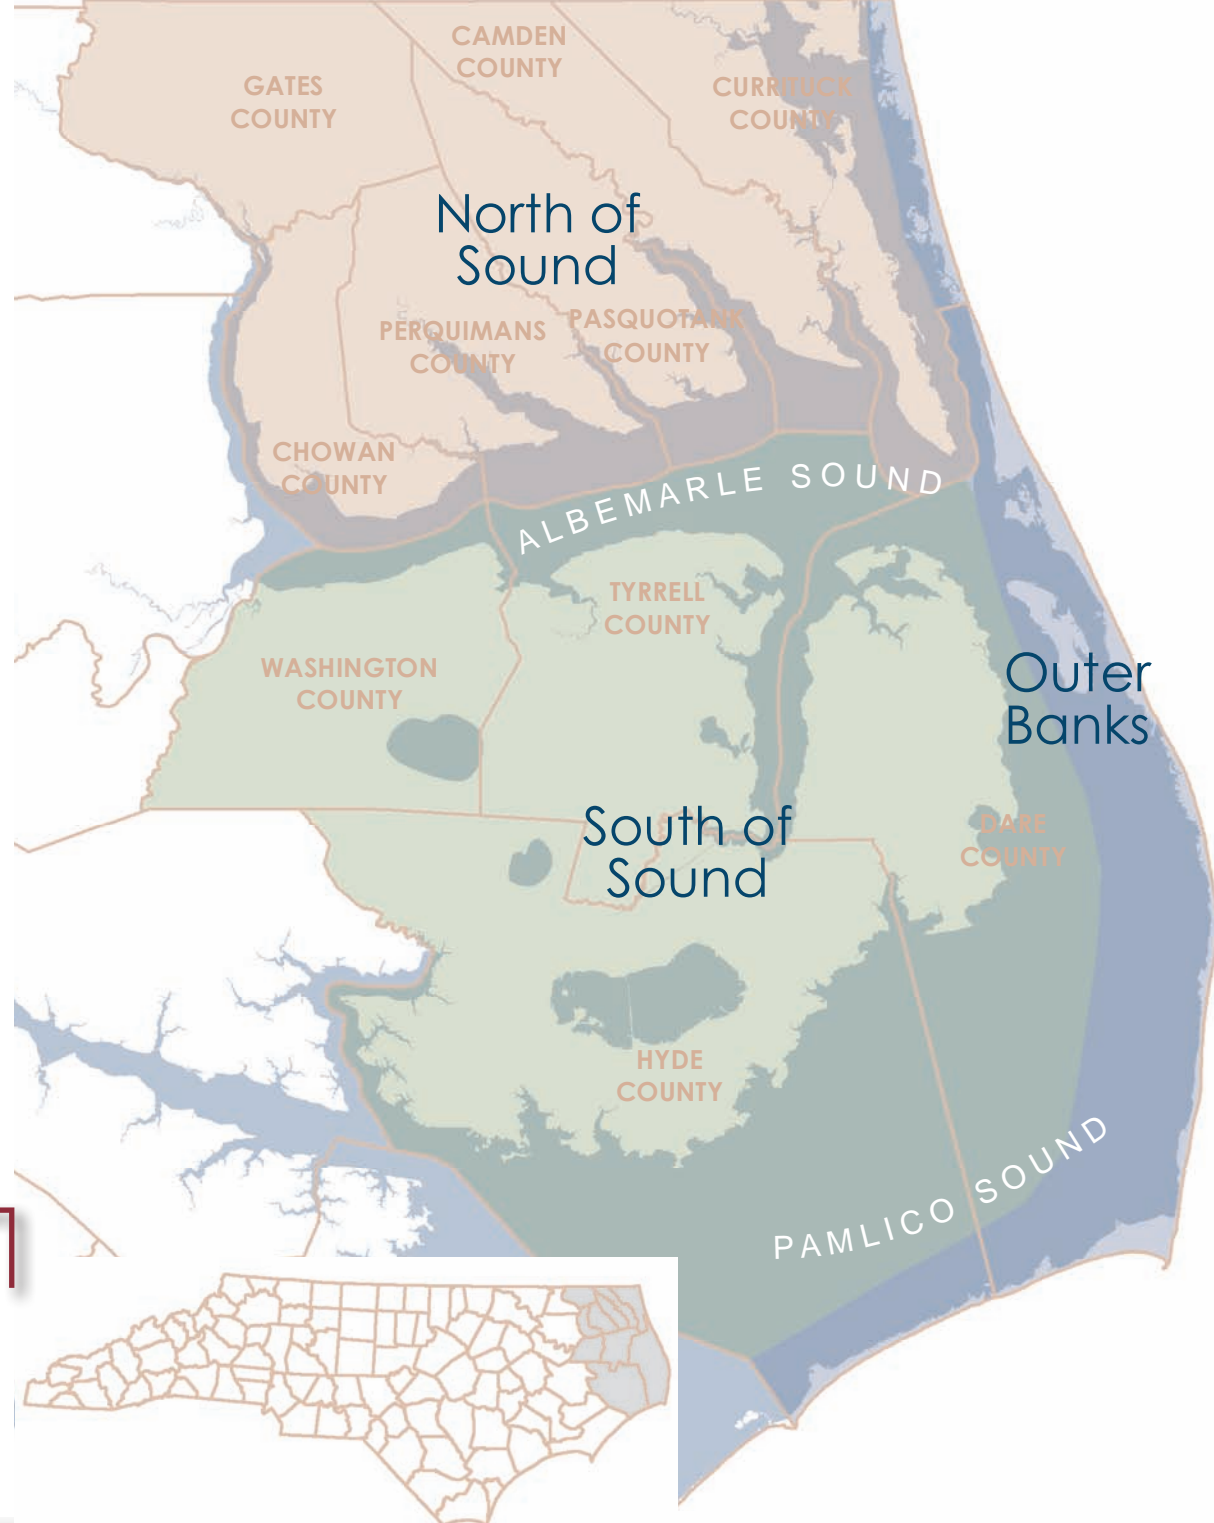 CAMDEN
COUNTY
GATES
COUNTY
CURRITUCK
COUNTY
North of
Sound
PERQUIMANS
COUNTY
PASQUOTANK
COUNTY
CHOWAN
COUNTY
ALBEMARLE SOUND
TYRRELL
COUNTY
WASHINGTON
COUNTY
Outer
Banks
South of
Sound
DARE
COUNTY
HYDE
COUNTY
PAMLICO SOUND